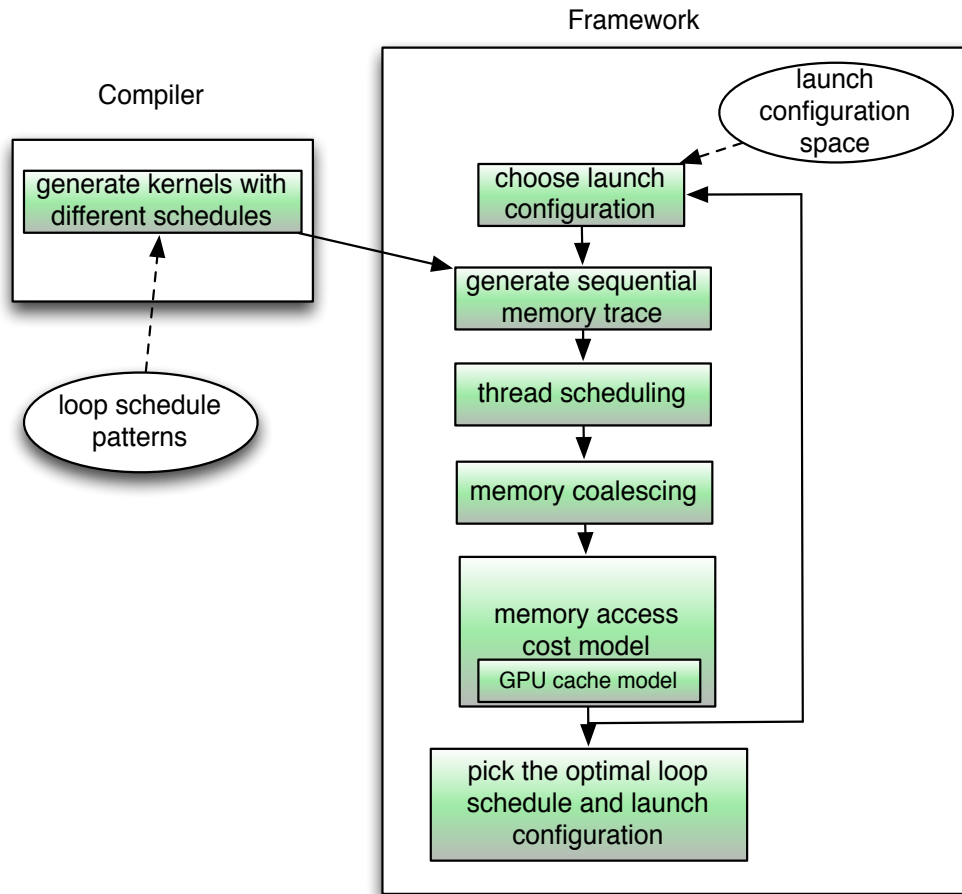 Framework
Compiler
launch
configuration
space
generate kernels with
different schedules
choose launch
configuration
generate sequential
memory trace
loop schedule
patterns
thread scheduling
memory coalescing
memory access
cost model
GPU cache model
pick the optimal loop
schedule and launch
configuration